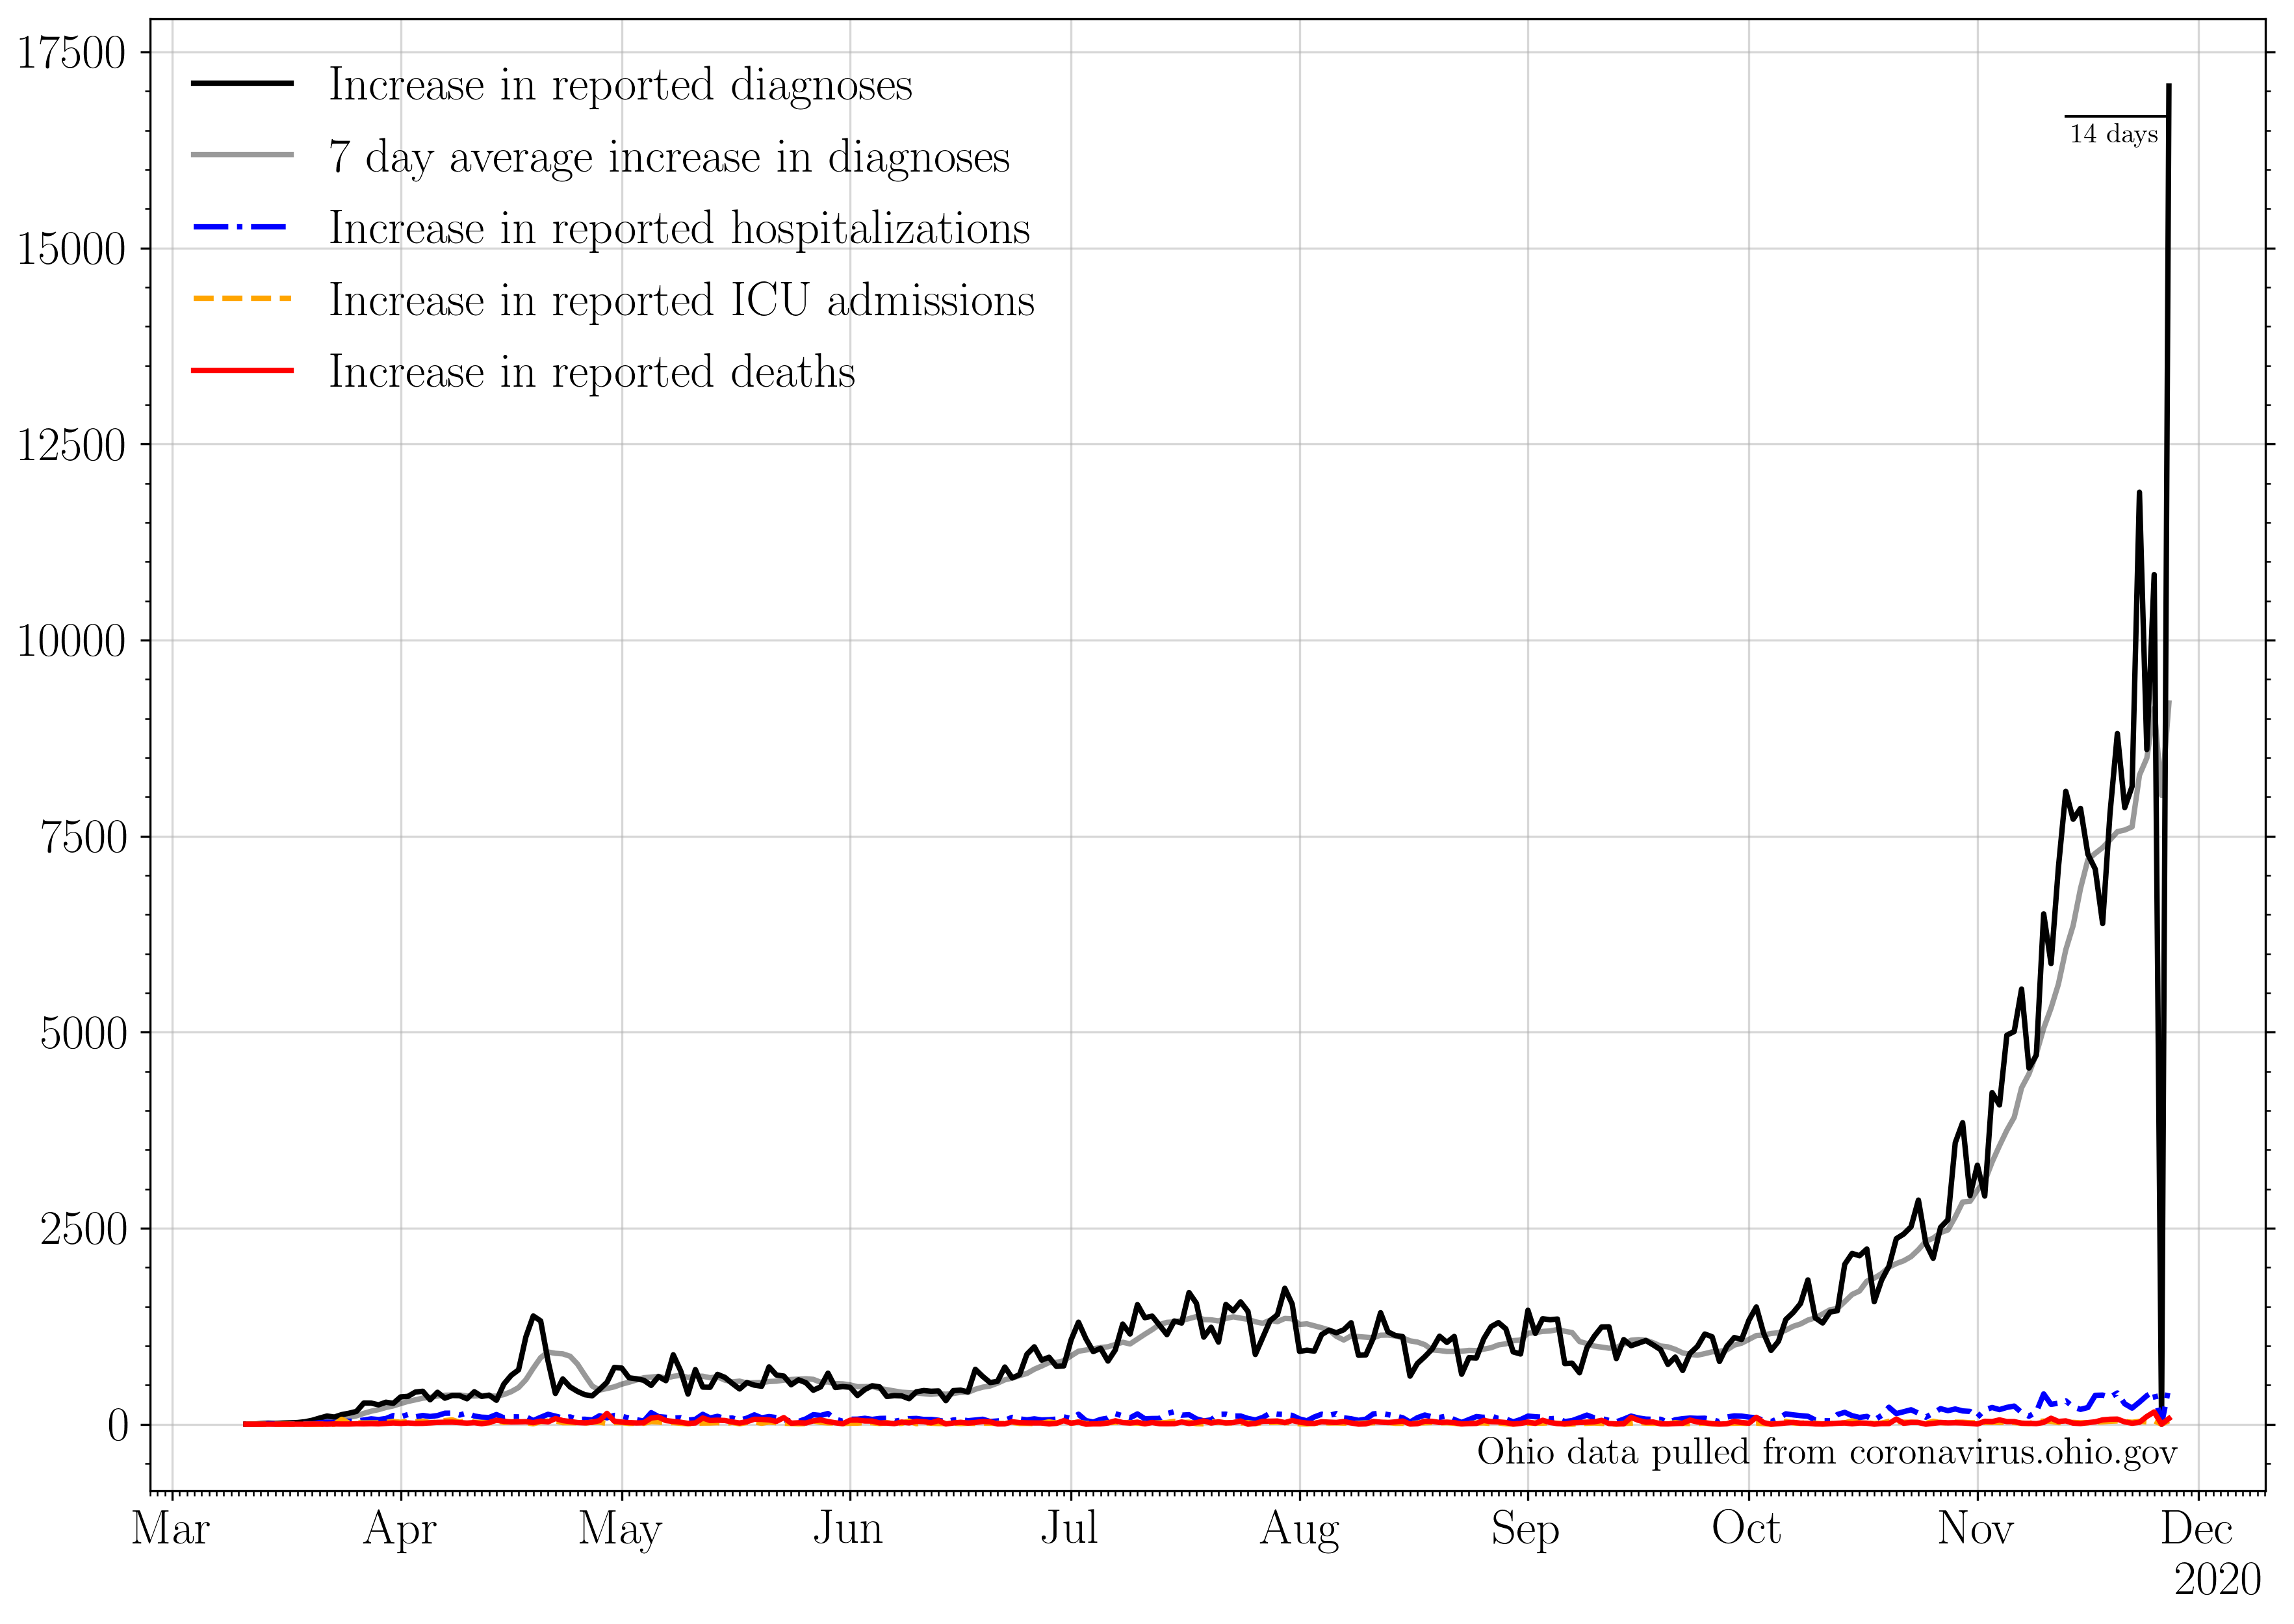 17500
15000
12500
10000
7500
5000
2500
0
Increase in reported diagnoses
7 day average increase in diagnoses
Increase in reported hospitalizations
Increase in reported ICU admissions
Increase in reported deaths
14 days
Ohio data pulled from coronavirus.ohio.gov
Mar Apr May Jun Jul Aug Sep Oct Nov Dec
2020